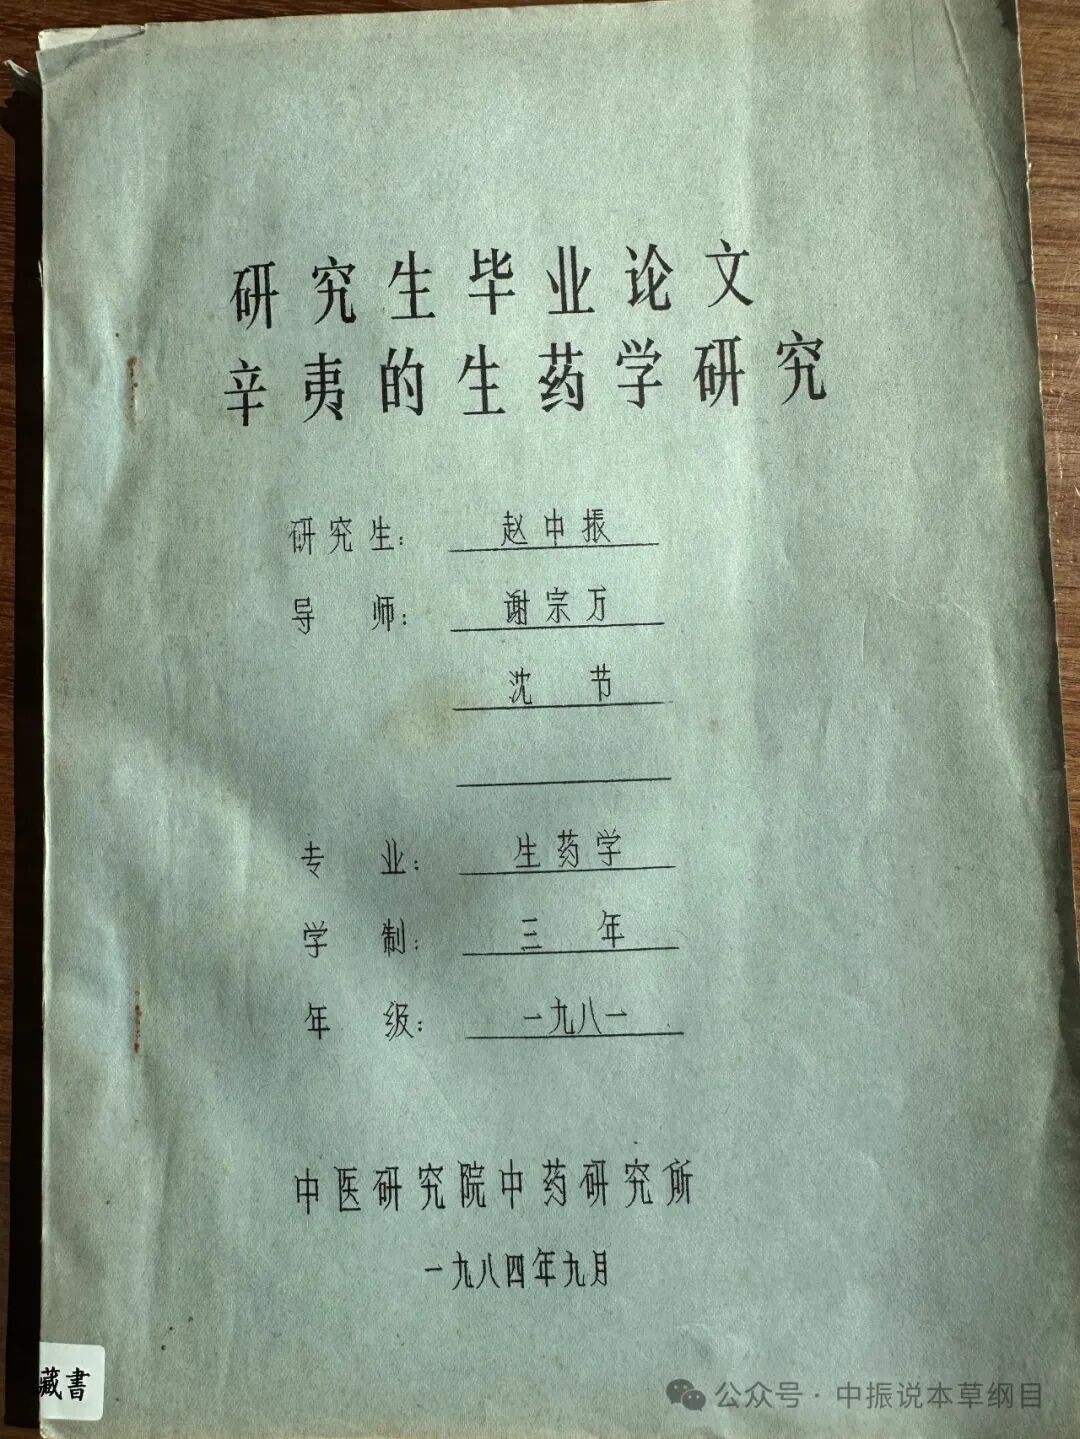 研究生毕业论文
辛夷的生药学研究
研究生： 赵中振
导 师： 谢宗万
沈 节
专 业： 生药学
学 制： 三 年
年 级： 一九八一
中医研究院中药研究所
一九八四年九月
藏書
公众号·中振说本草纲目